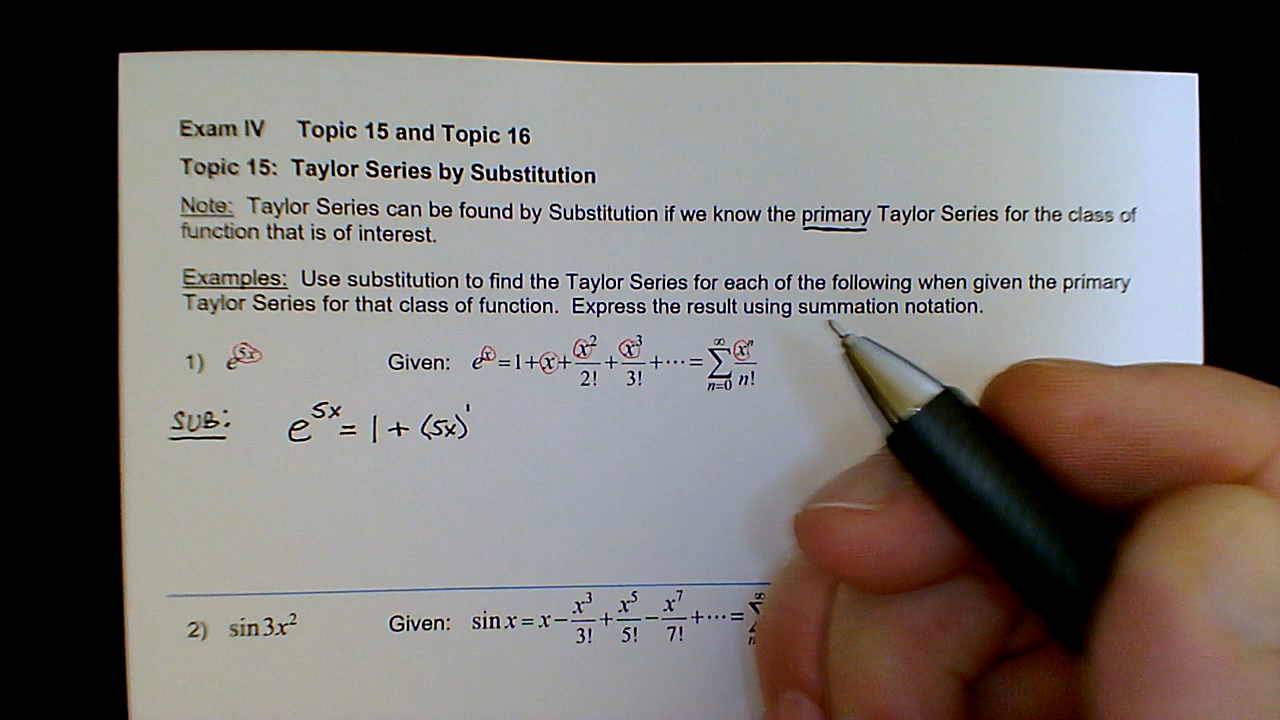 Exam IV Topic 15 and Topic 16
Topic 15: Taylor Series by Substitution
Note: Taylor Series can be found by Substitution if we know the primary Taylor Series for the class of
function that is of interest.
Examples: Use substitution to find the Taylor Series for each of the following when given the primary
Taylor Series for that class of function. Express the result using summation notation.
1) e^{5x} Given: e^x = 1 + x + x^2/2! + x^3/3! + ⋯ = ∑_{n=0}^{∞} x^n/n!
SUB: e^{5x} = 1 + (5x)^1
2) sin 3x^2 Given: sin x = x − x^3/3! + x^5/5! − x^7/7! + ⋯ =